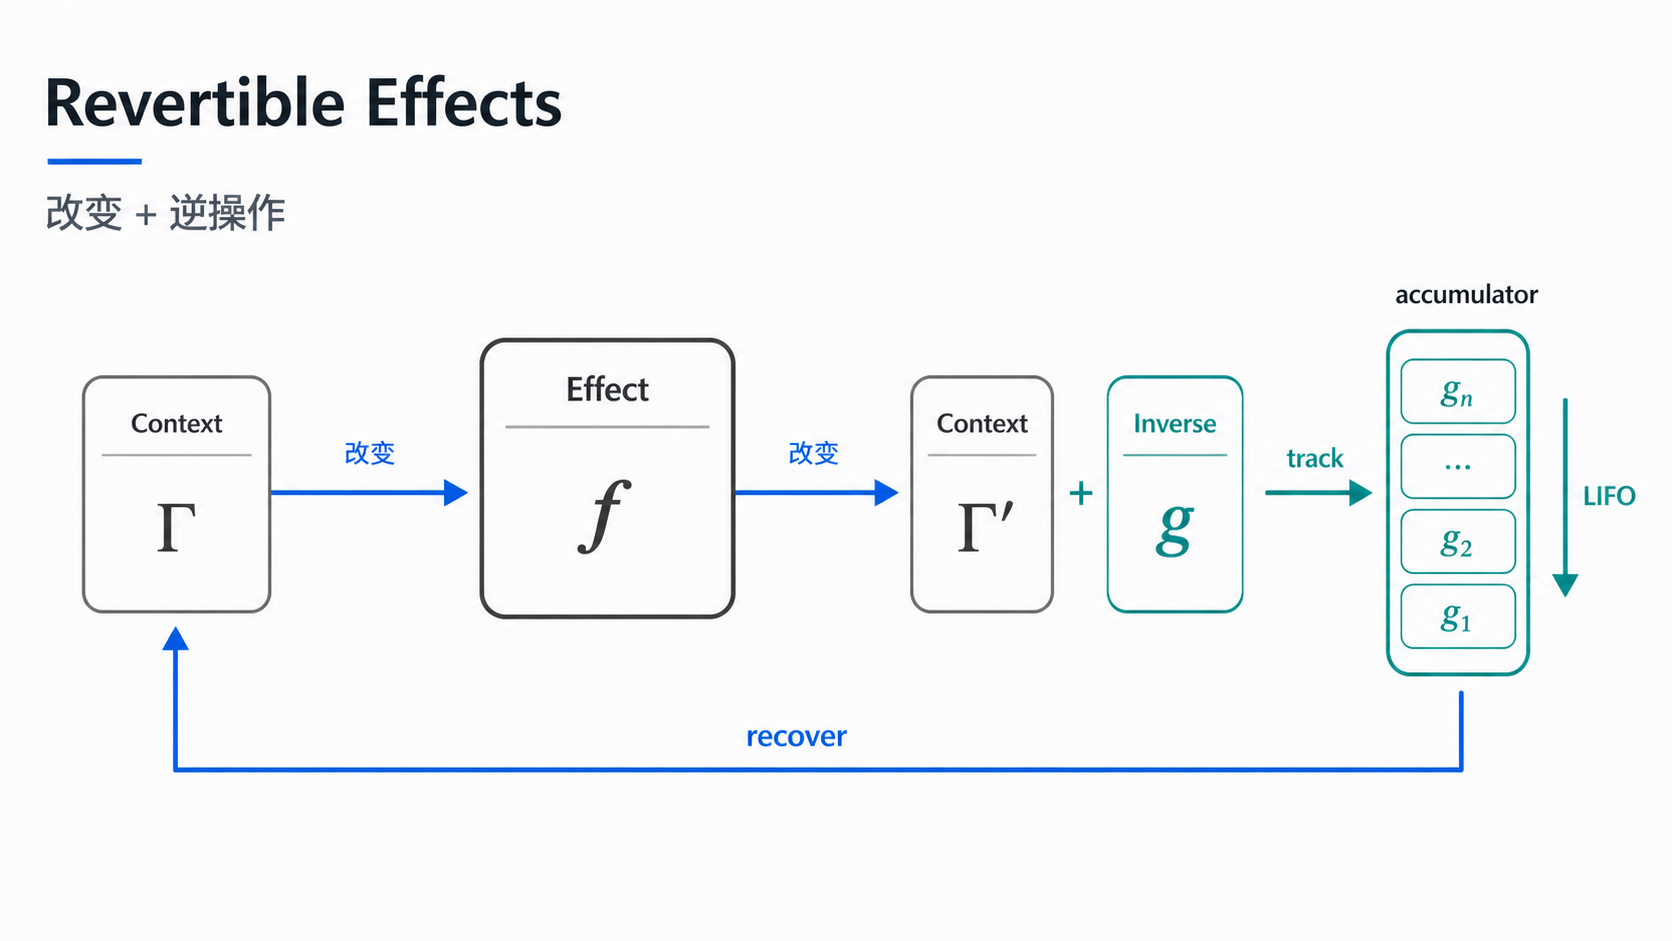 Revertible Effects
改变 + 逆操作
accumulator
Context
Γ
改变
Effect
f
改变
Context
Γ′
+
Inverse
g
track
gₙ
...
g₂
g₁
LIFO
recover